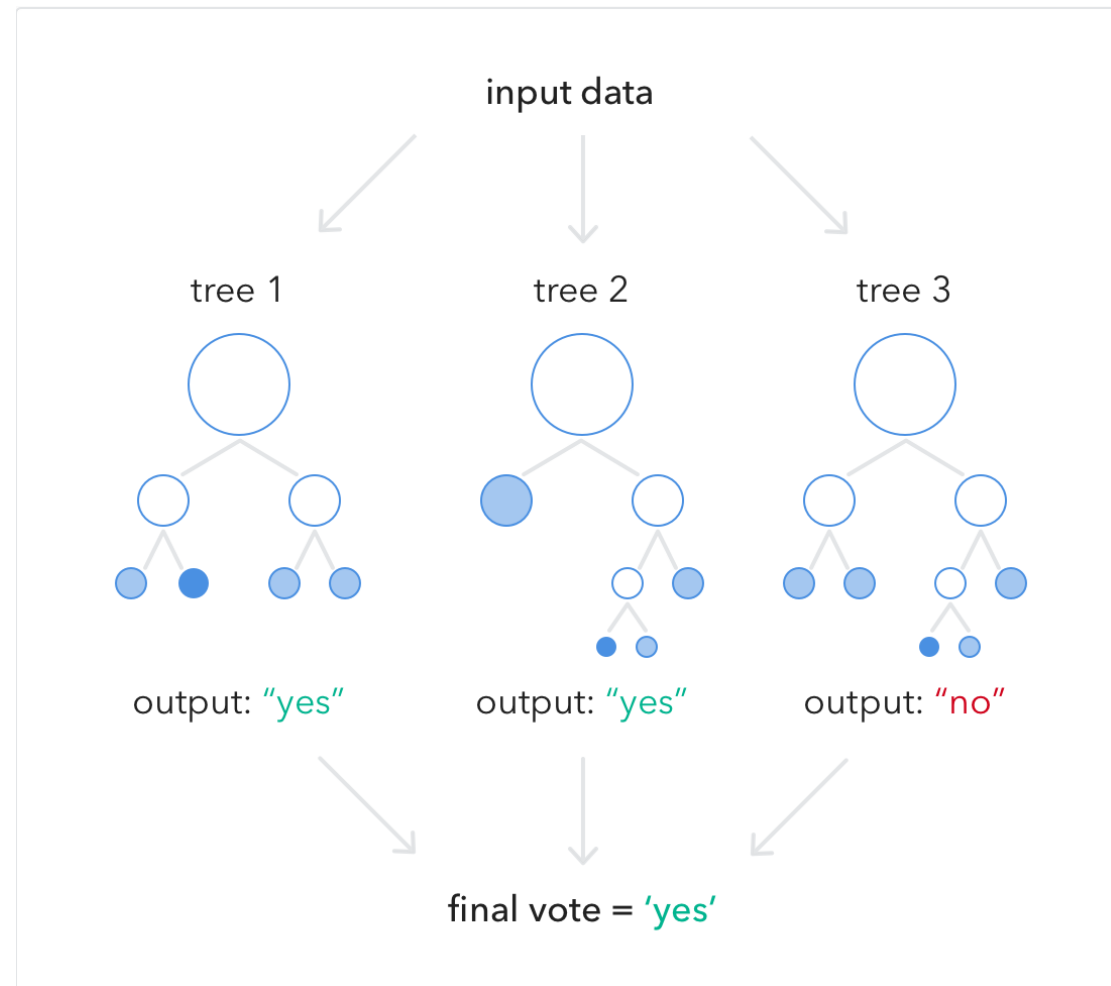 input data
tree 1 tree 2 tree 3
output: “yes” output: “yes” output: “no”
final vote = ‘yes’